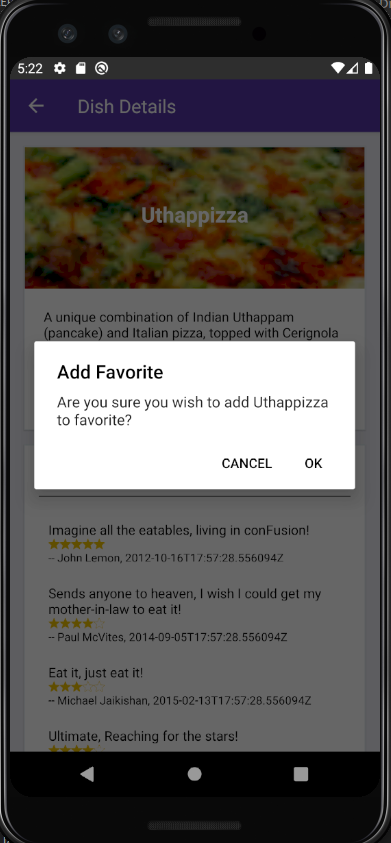 5:22
Dish Details
Uthappizza
A unique combination of Indian Uthappam
(pancake) and Italian pizza, topped with Cerignola
Add Favorite
Are you sure you wish to add Uthappizza
to favorite?
CANCEL OK
Imagine all the eatables, living in conFusion!
-- John Lemon, 2012-10-16T17:57:28.556094Z
Sends anyone to heaven, I wish I could get my
mother-in-law to eat it!
-- Paul McVites, 2014-09-05T17:57:28.556094Z
Eat it, just eat it!
-- Michael Jaikishan, 2015-02-13T17:57:28.556094Z
Ultimate, Reaching for the stars!